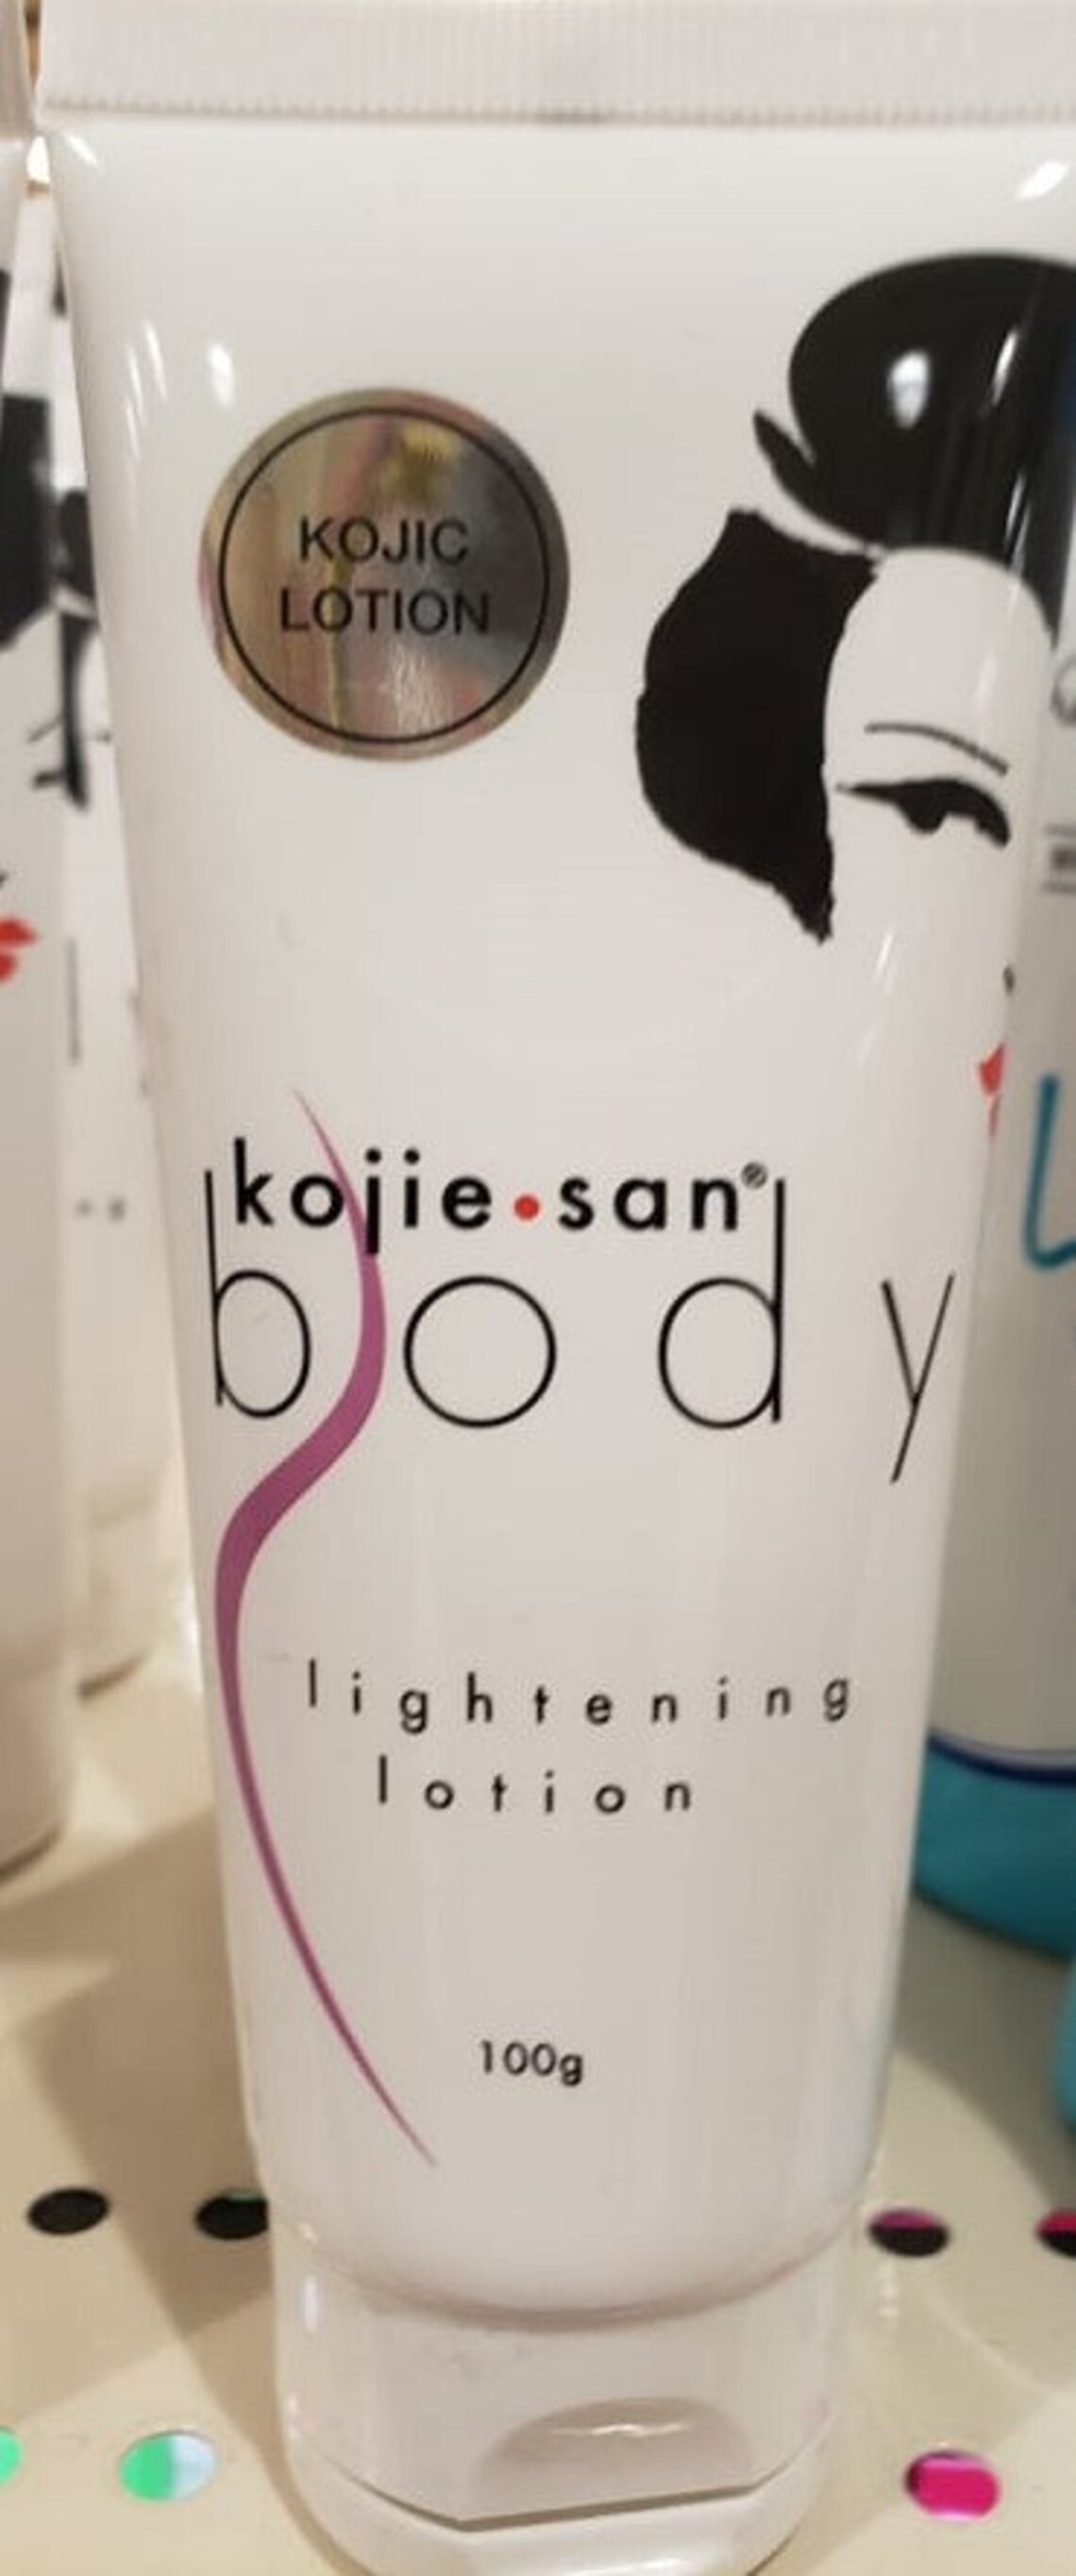 KOJIC
LOTION
kojie•san®
body
lightening
lotion
100g